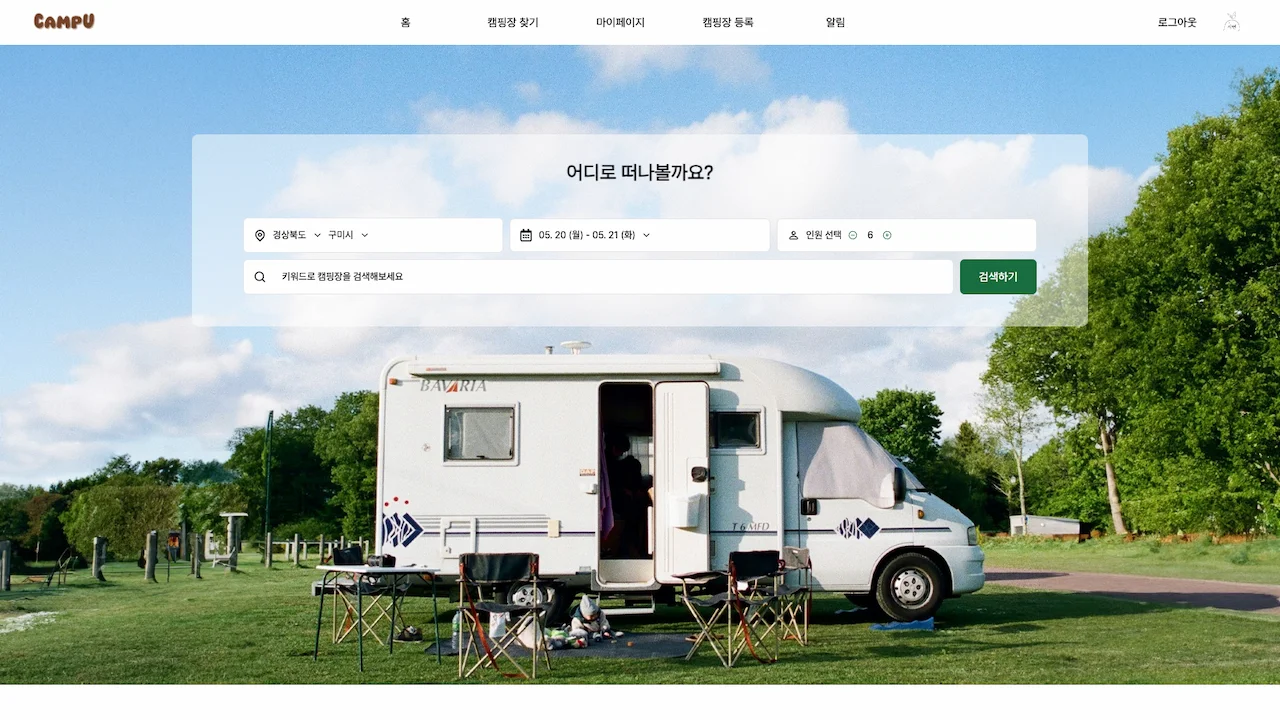 CAMPU
홈 캠핑장 찾기 마이페이지 캠핑장 등록 알림 로그아웃
어디로 떠나볼까요?
경상북도 구미시 05. 20 (월) - 05. 21 (화) 인원 선택 6
키워드로 캠핑장을 검색해보세요 검색하기
BAVARIA
T 6 MFD